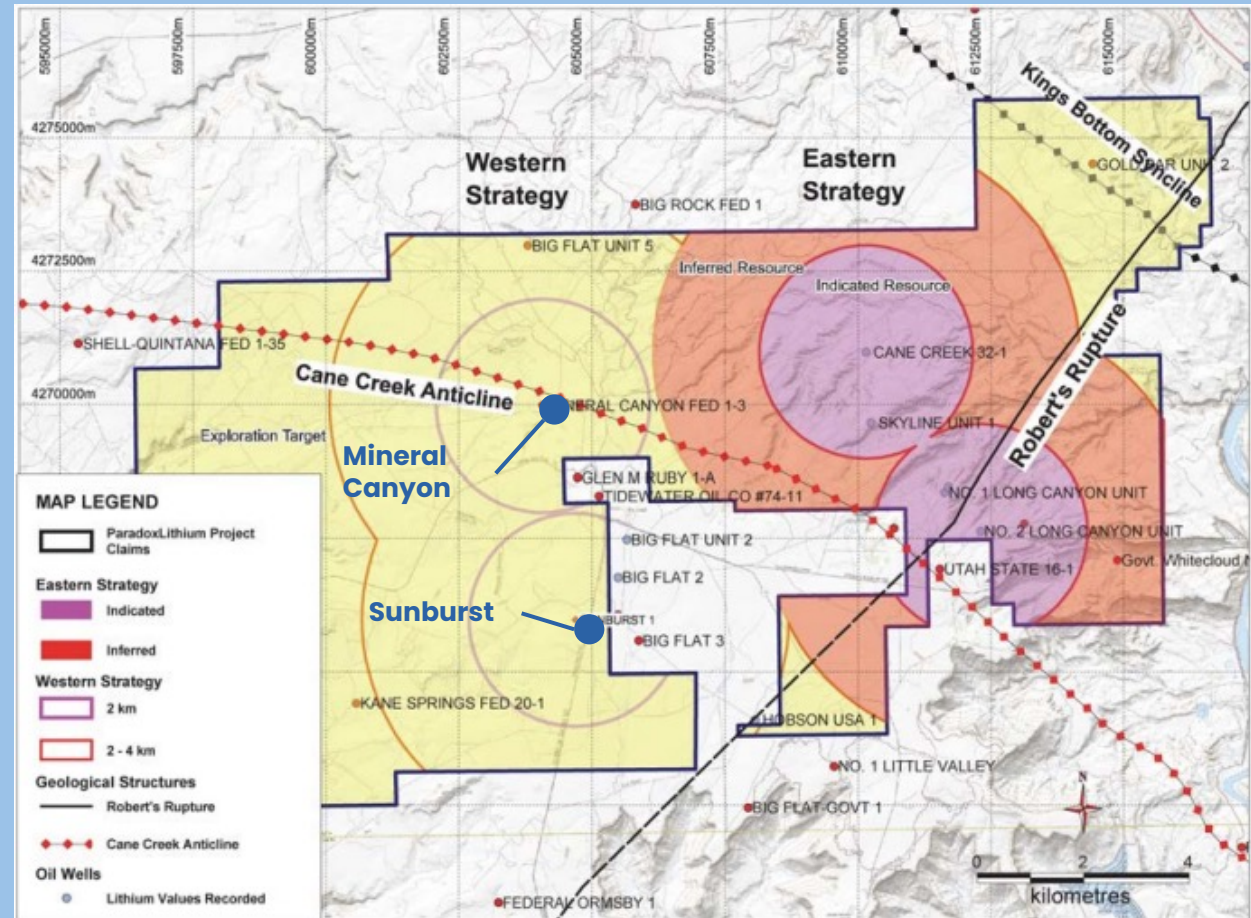 595000m
597500m
600000m
602500m
605000m
607500m
610000m
612500m
615000m
4275000m
4272500m
4270000m
Western
Strategy
Eastern
Strategy
Kings Bottom Syncline
GOLD BAR UNIT 2
BIG ROCK FED 1
BIG FLAT UNIT 5
Inferred Resource
Indicated Resource
SHELL-QUINTANA FED 1-35
CANE CREEK 32-1
Cane Creek Anticline
CANYON FED 1-3
SKYLINE UNIT 1
Robert's Rupture
Exploration Target
Mineral
Canyon
GLEN M RUBY 1-A
TIDEWATER OIL CO #74-11
NO. 1 LONG CANYON UNIT
NO. 2 LONG CANYON UNIT
BIG FLAT UNIT 2
BIG FLAT 2
UTAH STATE 16-1
Govt. Whitecloud
Sunburst
BIG FLAT 3
KANE SPRINGS FED 20-1
HOBSON USA 1
NO. 1 LITTLE VALLEY
BIG FLAT-GOVT 1
FEDERAL ORMSBY 1
MAP LEGEND
ParadoxLithium Project
Claims
Eastern Strategy
Indicated
Inferred
Western Strategy
2 km
2 - 4 km
Geological Structures
Robert's Rupture
Cane Creek Anticline
Oil Wells
Lithium Values Recorded
N
0 2 4
kilometres